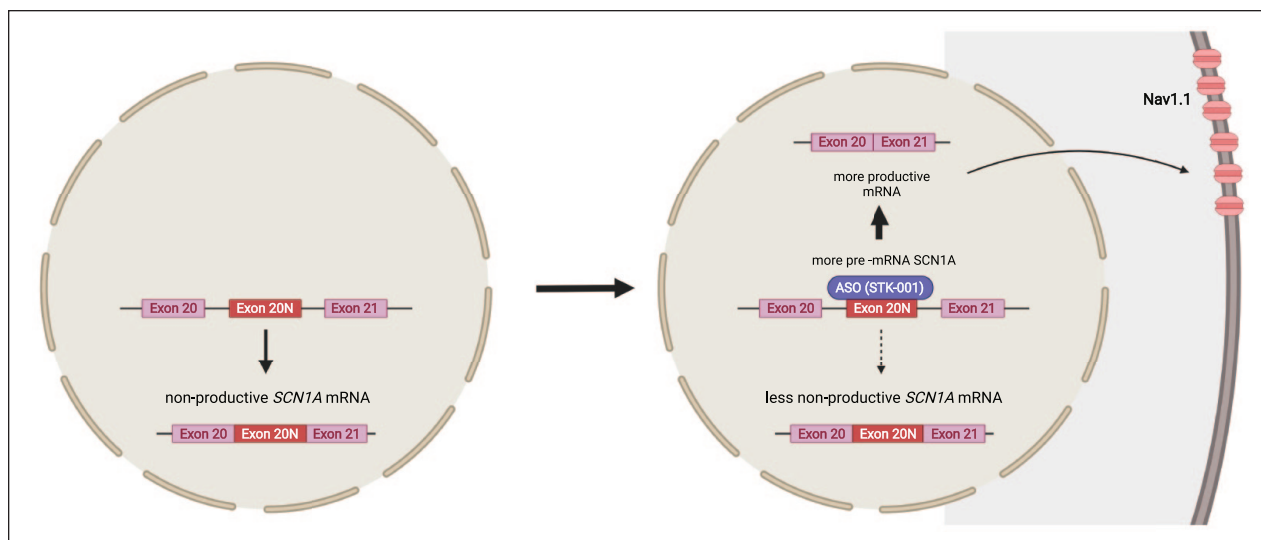 Exon 20 Exon 20N Exon 21
non-productive SCN1A mRNA
Exon 20 Exon 20N Exon 21
Exon 20 Exon 21
more productive
mRNA
more pre -mRNA SCN1A
ASO (STK-001)
Exon 20 Exon 20N Exon 21
less non-productive SCN1A mRNA
Exon 20 Exon 20N Exon 21
Nav1.1